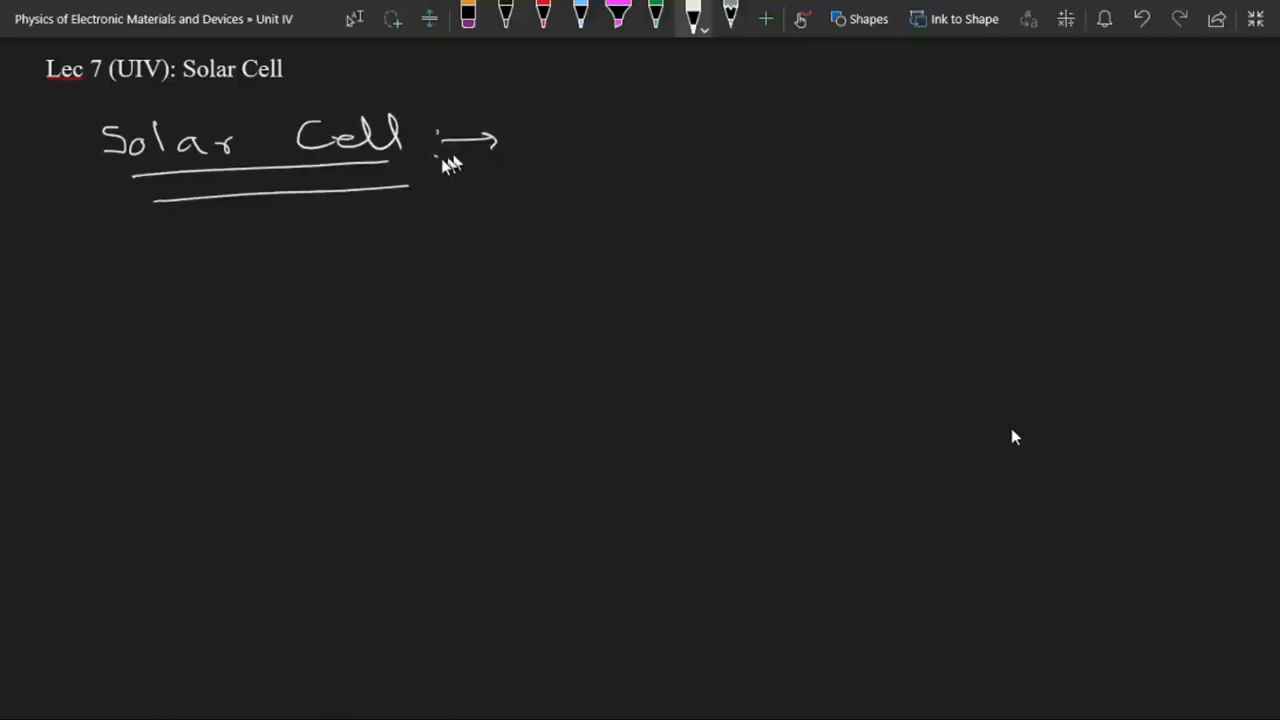 Physics of Electronic Materials and Devices » Unit IV
Shapes
Ink to Shape
Lec 7 (UIV): Solar Cell
Solar Cell :→